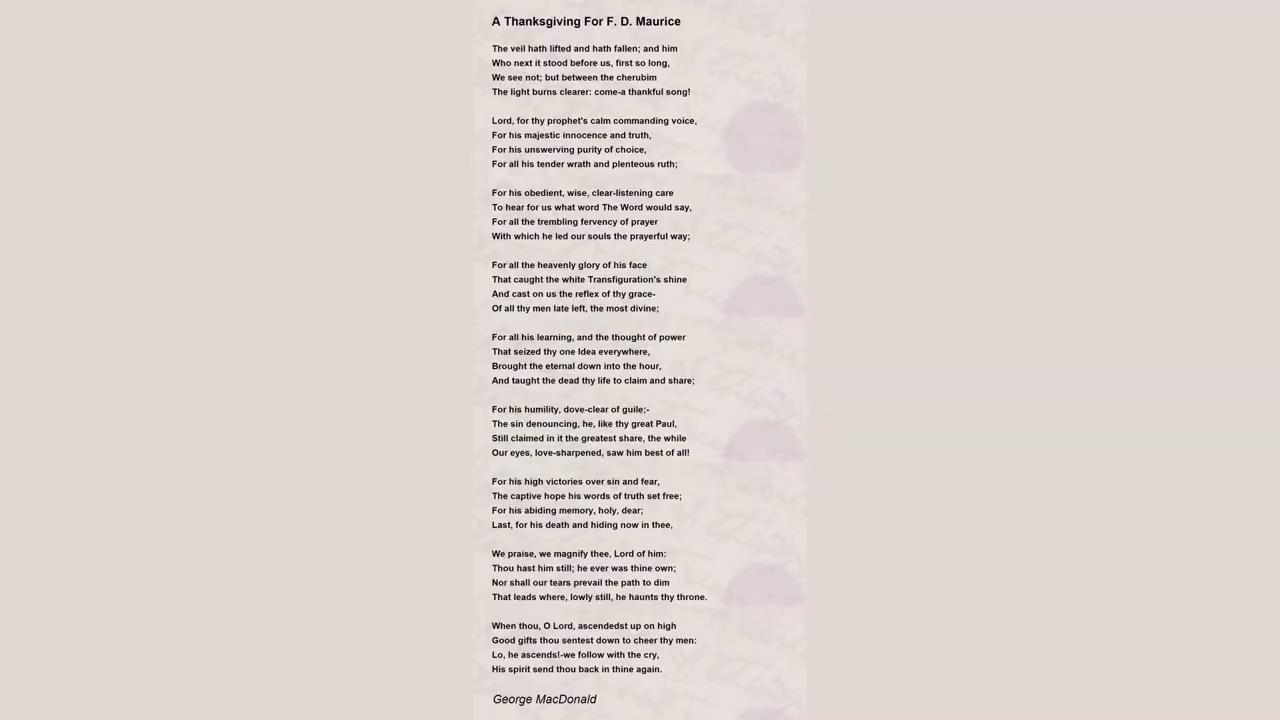 A Thanksgiving For F. D. Maurice
The veil hath lifted and hath fallen; and him
Who next it stood before us, first so long,
We see not; but between the cherubim
The light burns clearer: come-a thankful song!
Lord, for thy prophet's calm commanding voice,
For his majestic innocence and truth,
For his unswerving purity of choice,
For all his tender wrath and plenteous ruth;
For his obedient, wise, clear-listening care
To hear for us what word The Word would say,
For all the trembling fervency of prayer
With which he led our souls the prayerful way;
For all the heavenly glory of his face
That caught the white Transfiguration's shine
And cast on us the reflex of thy grace-
Of all thy men late left, the most divine;
For all his learning, and the thought of power
That seized thy one Idea everywhere,
Brought the eternal down into the hour,
And taught the dead thy life to claim and share;
For his humility, dove-clear of guile;-
The sin denouncing, he, like thy great Paul,
Still claimed in it the greatest share, the while
Our eyes, love-sharpened, saw him best of all!
For his high victories over sin and fear,
The captive hope his words of truth set free;
For his abiding memory, holy, dear;
Last, for his death and hiding now in thee,
We praise, we magnify thee, Lord of him:
Thou hast him still; he ever was thine own;
Nor shall our tears prevail the path to dim
That leads where, lowly still, he haunts thy throne.
When thou, O Lord, ascendedst up on high
Good gifts thou sentest down to cheer thy men:
Lo, he ascends!-we follow with the cry,
His spirit send thou back in thine again.
George MacDonald